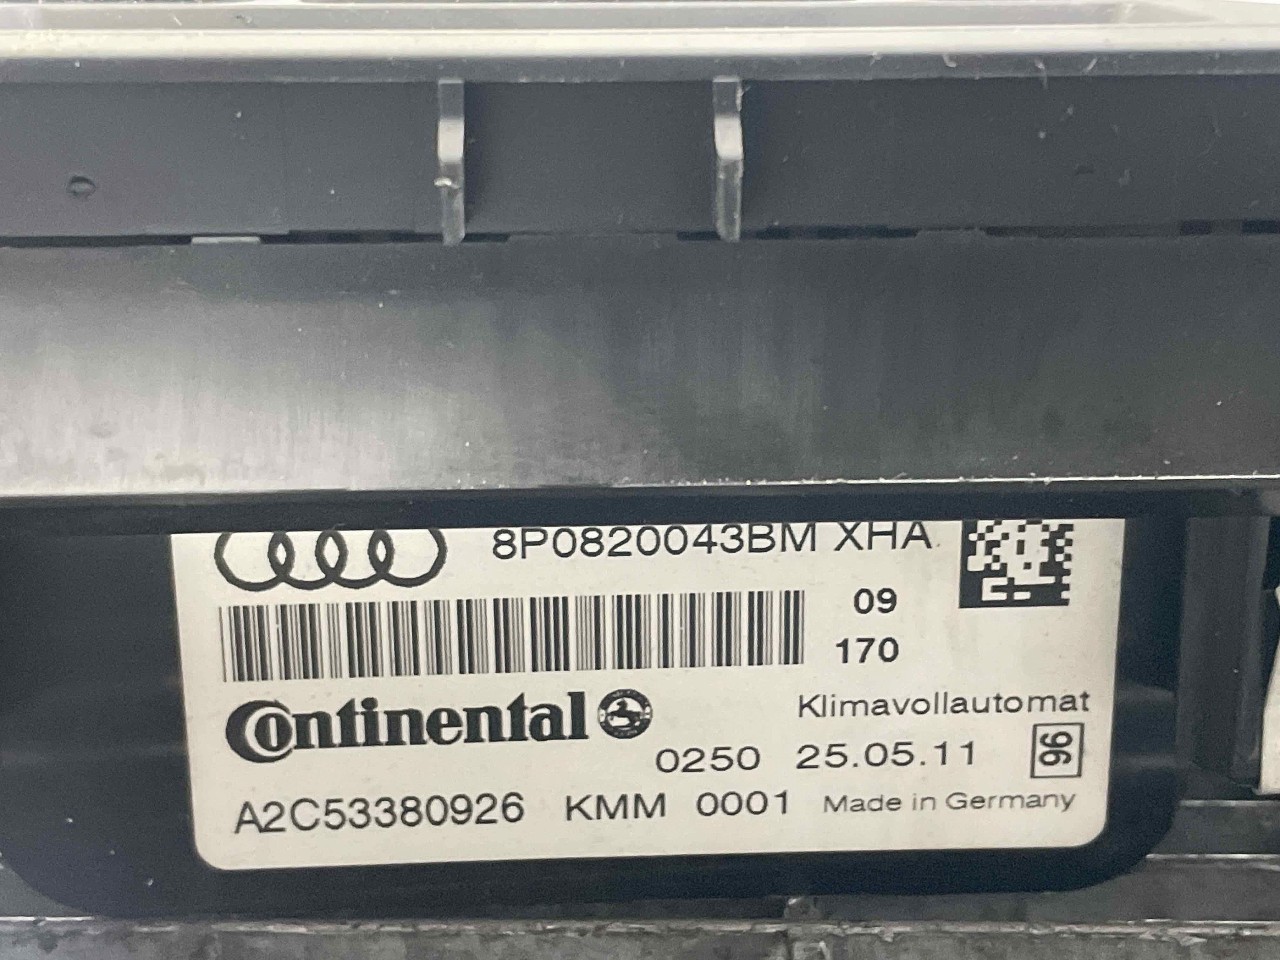 8P0820043BM XHA
09
170
Continental
Klimavollautomat
0250 25.05.11 96
A2C53380926 KMM 0001 Made in Germany